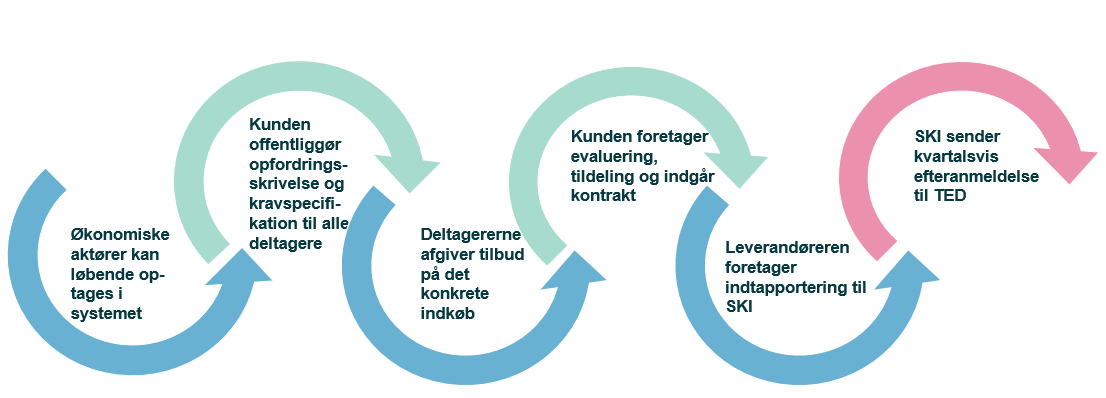 Økonomiske
aktører kan
løbende op-
tages i
systemet
Kunden
offentliggør
opfordrings-
skrivelse og
kravspecifi-
kation til alle
deltagere
Deltagererne
afgiver tilbud
på det
konkrete
indkøb
Kunden foretager
evaluering,
tildeling og indgår
kontrakt
Leverandøreren
foretager
indtapportering til
SKI
SKI sender
kvartalsvis
efteranmeldelse
til TED